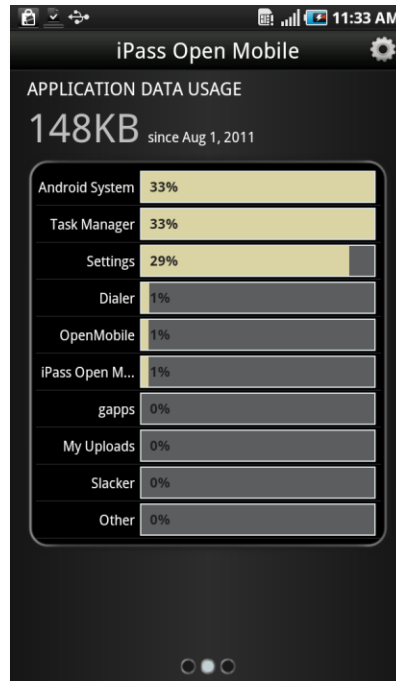 11:33 AM
iPass Open Mobile
APPLICATION DATA USAGE
148KB since Aug 1, 2011
Android System 33%
Task Manager 33%
Settings 29%
Dialer 1%
OpenMobile 1%
iPass Open M... 1%
gapps 0%
My Uploads 0%
Slacker 0%
Other 0%